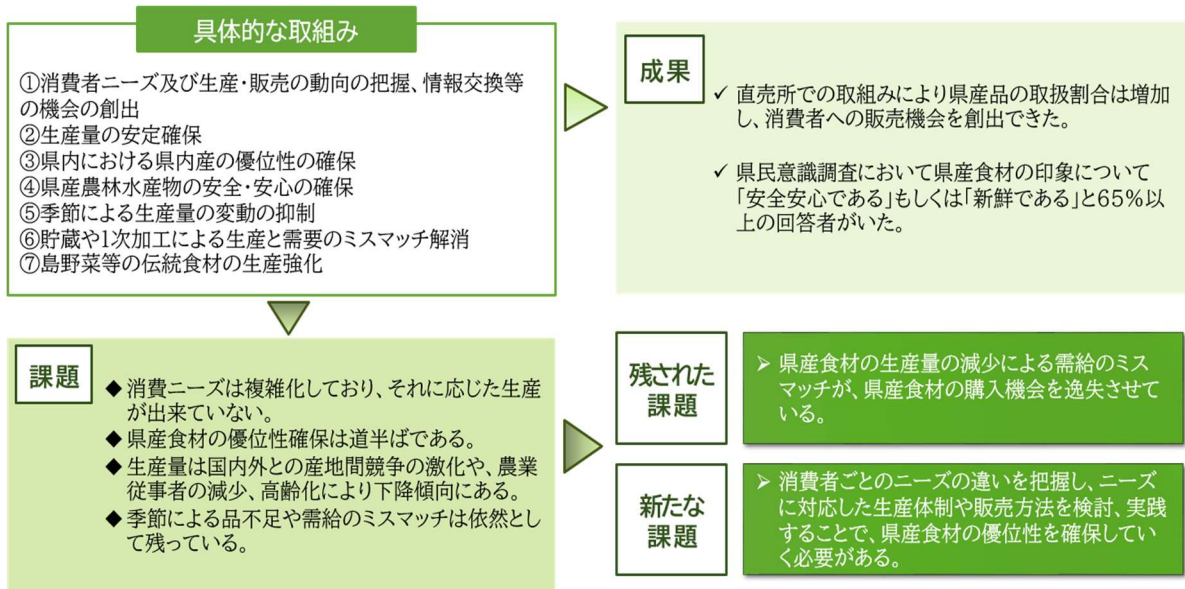 具体的な取組み
①消費者ニーズ及び生産・販売の動向の把握、情報交換等
の機会の創出
②生産量の安定確保
③県内における県内産の優位性の確保
④県産農林水産物の安全・安心の確保
⑤季節による生産量の変動の抑制
⑥貯蔵や1次加工による生産と需要のミスマッチ解消
⑦島野菜等の伝統食材の生産強化
成果
✓ 直売所での取組みにより県産品の取扱割合は増加
し、消費者への販売機会を創出できた。
✓ 県民意識調査において県産食材の印象について
「安全安心である」もしくは「新鮮である」と65%以
上の回答者がいた。
課題
◆ 消費ニーズは複雑化しており、それに応じた生産
が出来ていない。
◆ 県産食材の優位性確保は道半ばである。
◆ 生産量は国内外との産地間競争の激化や、農業
従事者の減少、高齢化により下降傾向にある。
◆ 季節による品不足や需給のミスマッチは依然とし
て残っている。
残された
課題
➢ 県産食材の生産量の減少による需給のミス
マッチが、県産食材の購入機会を逸失させて
いる。
新たな
課題
➢ 消費者ごとのニーズの違いを把握し、ニーズ
に対応した生産体制や販売方法を検討、実践
することで、県産食材の優位性を確保してい
く必要がある。